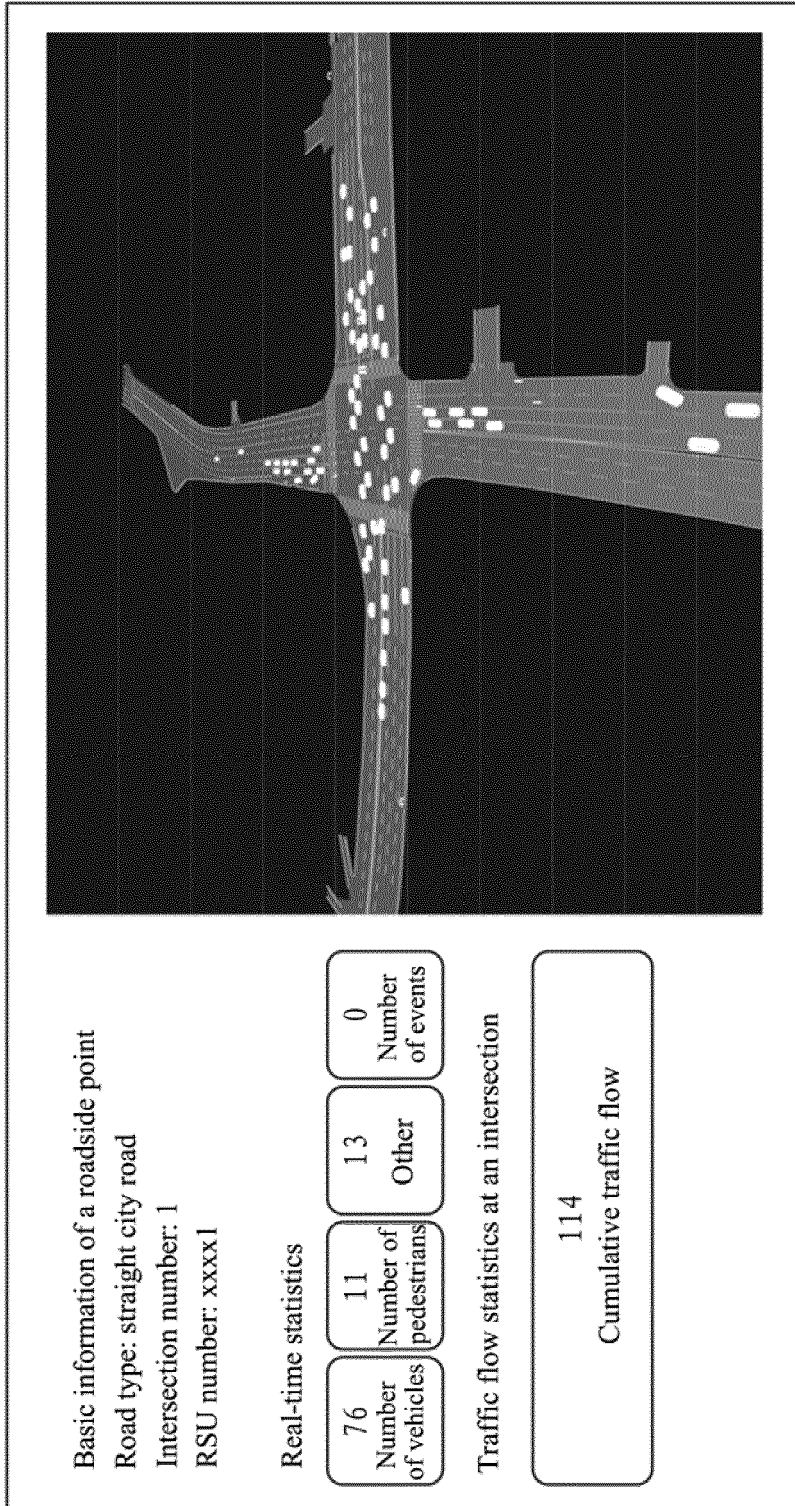 Basic information of a roadside point
Road type: straight city road
Intersection number: 1
RSU number: xxxx1
Real-time statistics
76
Number
of vehicles
11
Number of
pedestrians
13
Other
0
Number
of events
Traffic flow statistics at an intersection
114
Cumulative traffic flow